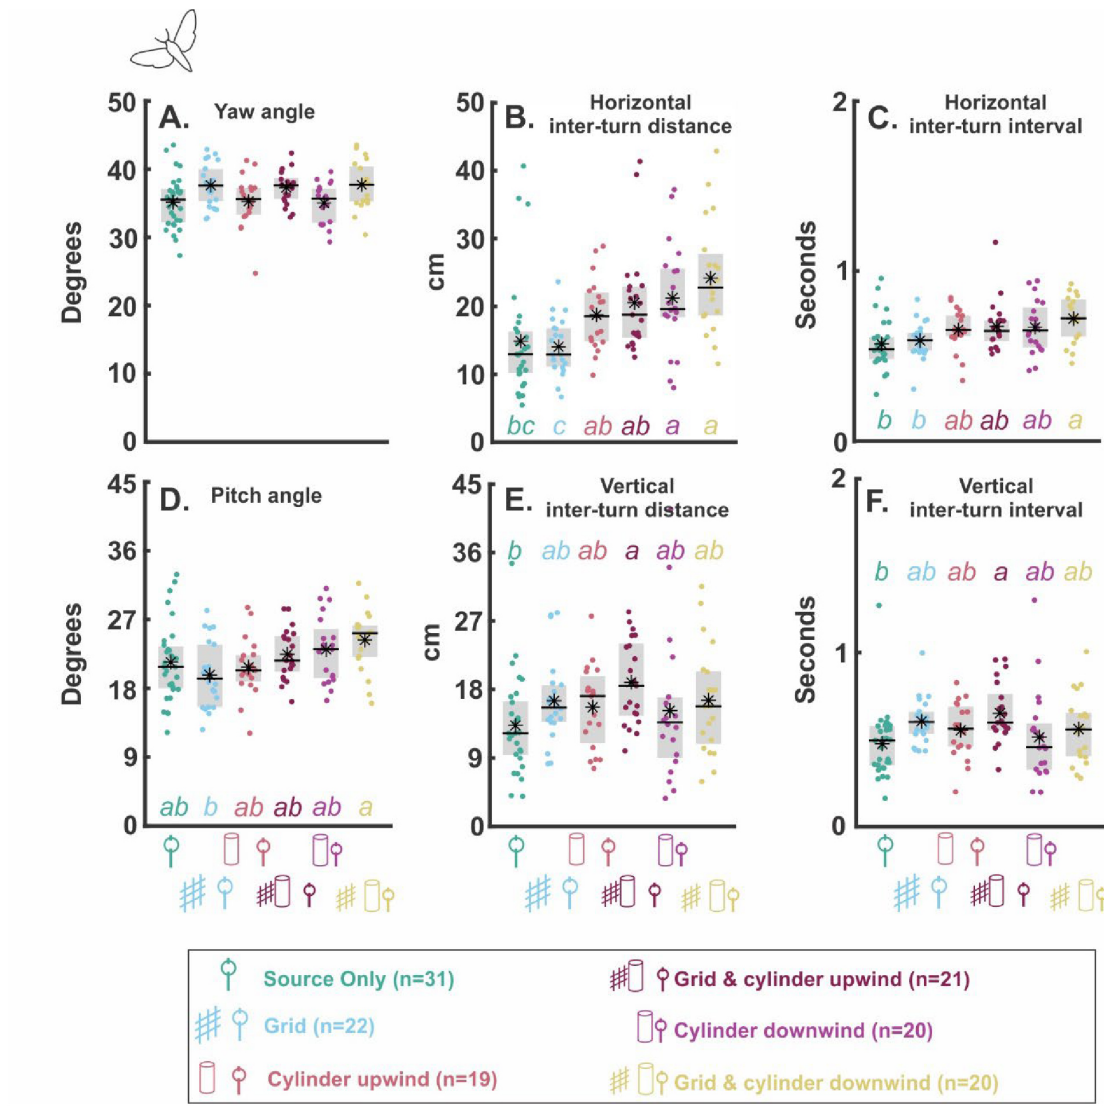 A. Yaw angle
50
40
30
20
10
0
Degrees
B. Horizontal
inter-turn distance
50
40
30
20
10
0
cm
bc c ab ab a a
C. Horizontal
inter-turn interval
2
1
0
Seconds
b b ab ab ab a
D. Pitch angle
45
36
27
18
9
0
Degrees
ab b ab ab ab a
E. Vertical
inter-turn distance
45
36
27
18
9
0
cm
b ab ab a ab ab
F. Vertical
inter-turn interval
2
1
0
Seconds
b ab ab a ab ab
Source Only (n=31)
Grid (n=22)
Cylinder upwind (n=19)
Grid & cylinder upwind (n=21)
Cylinder downwind (n=20)
Grid & cylinder downwind (n=20)